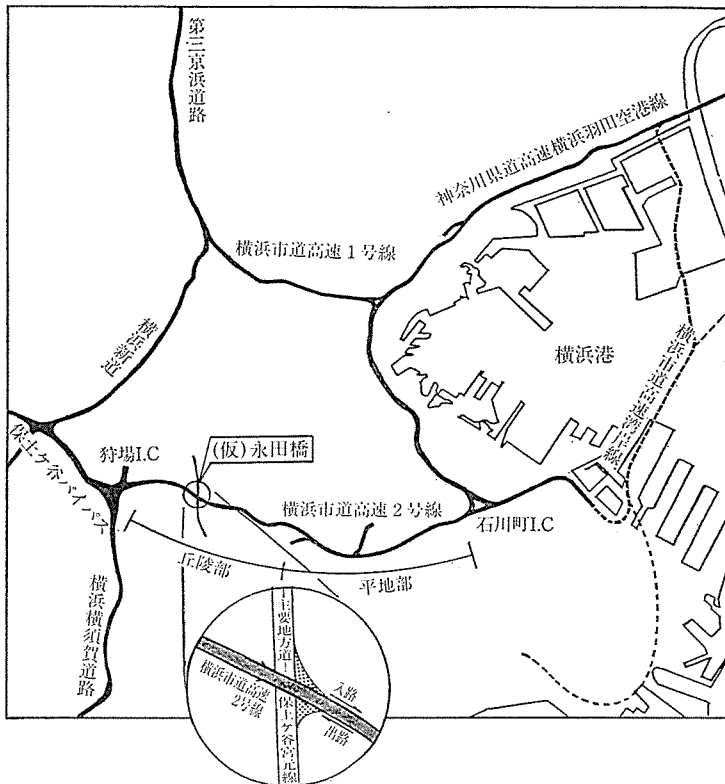 第三京浜道路
神奈川県道高速横浜羽田空港線
横浜市道高速1号線
横浜新道
横浜港
横浜市道高速湾岸線
保土ケ谷バイパス
狩場I.C
(仮)永田橋
横浜市道高速2号線
石川町I.C
丘陵部
平地部
横浜横須賀道路
主要地方道
保土ケ谷宮元線
横浜市道高速
2号線
入路
出路